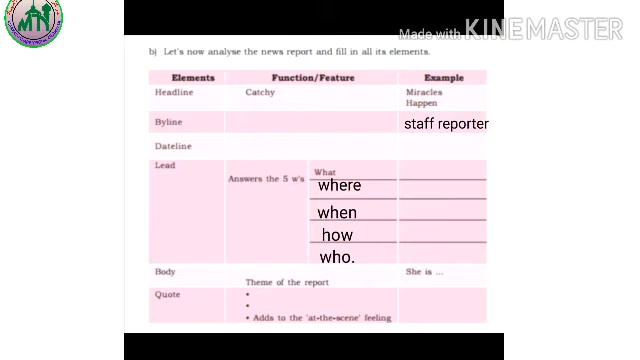 Made with KINEMASTER
b) Let's now analyse the news report and fill in all its elements.
Elements Function/Feature Example
Headline Catchy Miracles
Happen
Byline staff reporter
Dateline
Lead
Answers the 5 w's What
where
when
how
who.
Body She is ...
Theme of the report
Quote •
•
• Adds to the 'at-the-scene' feeling